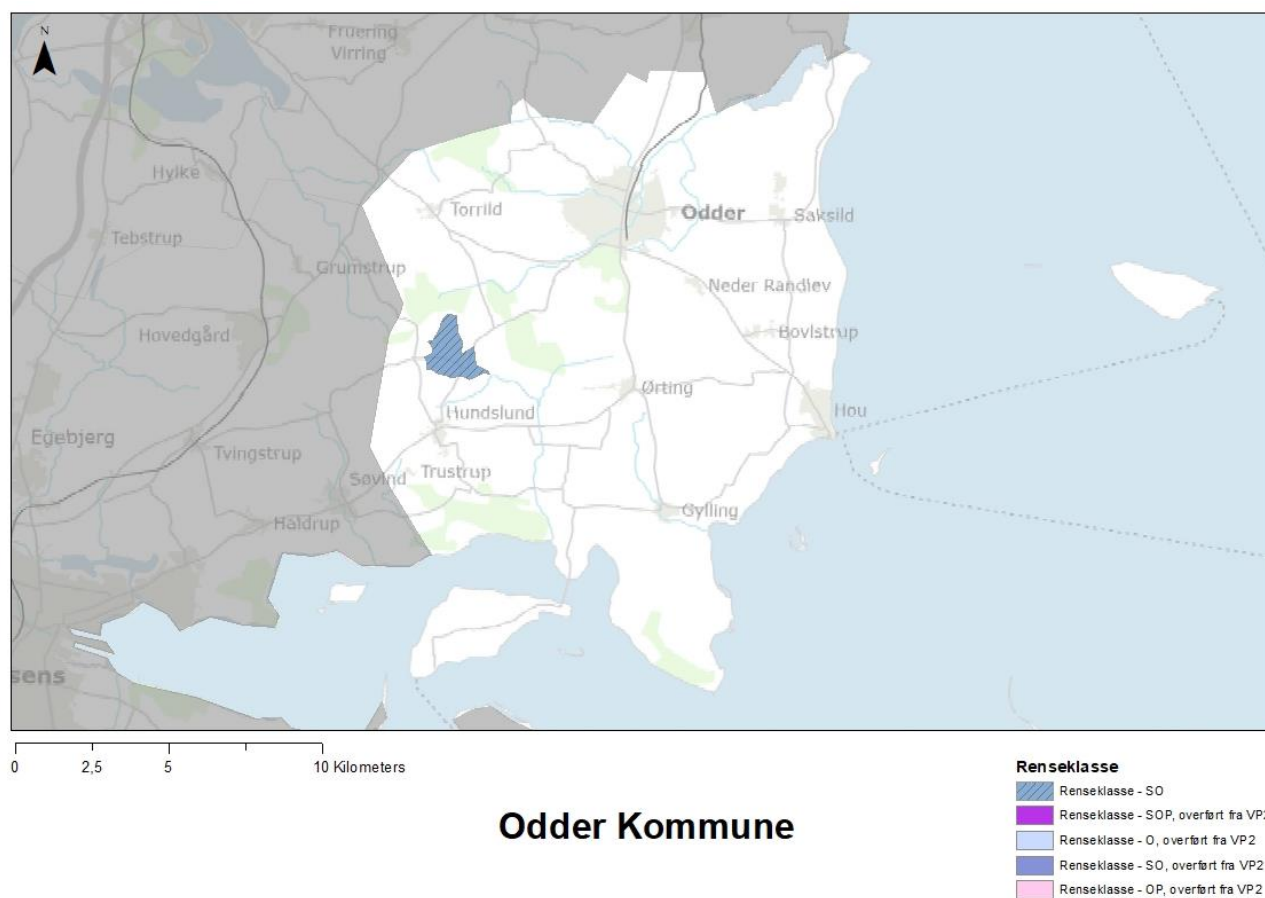 N
Fruering
Virring
Hylke
Torrild
Odder
Saksild
Tebstrup
Grumstrup
Neder Randlev
Hovedgård
Bovlstrup
Ørting
Hundslund
Hou
Egebjerg
Tvingstrup
Søvind
Trustrup
Gylling
Haldrup
sens
0 2,5 5 10 Kilometers
Odder Kommune
Renseklasse
Renseklasse - SO
Renseklasse - SOP, overført fra VP2
Renseklasse - O, overført fra VP2
Renseklasse - SO, overført fra VP2
Renseklasse - OP, overført fra VP2